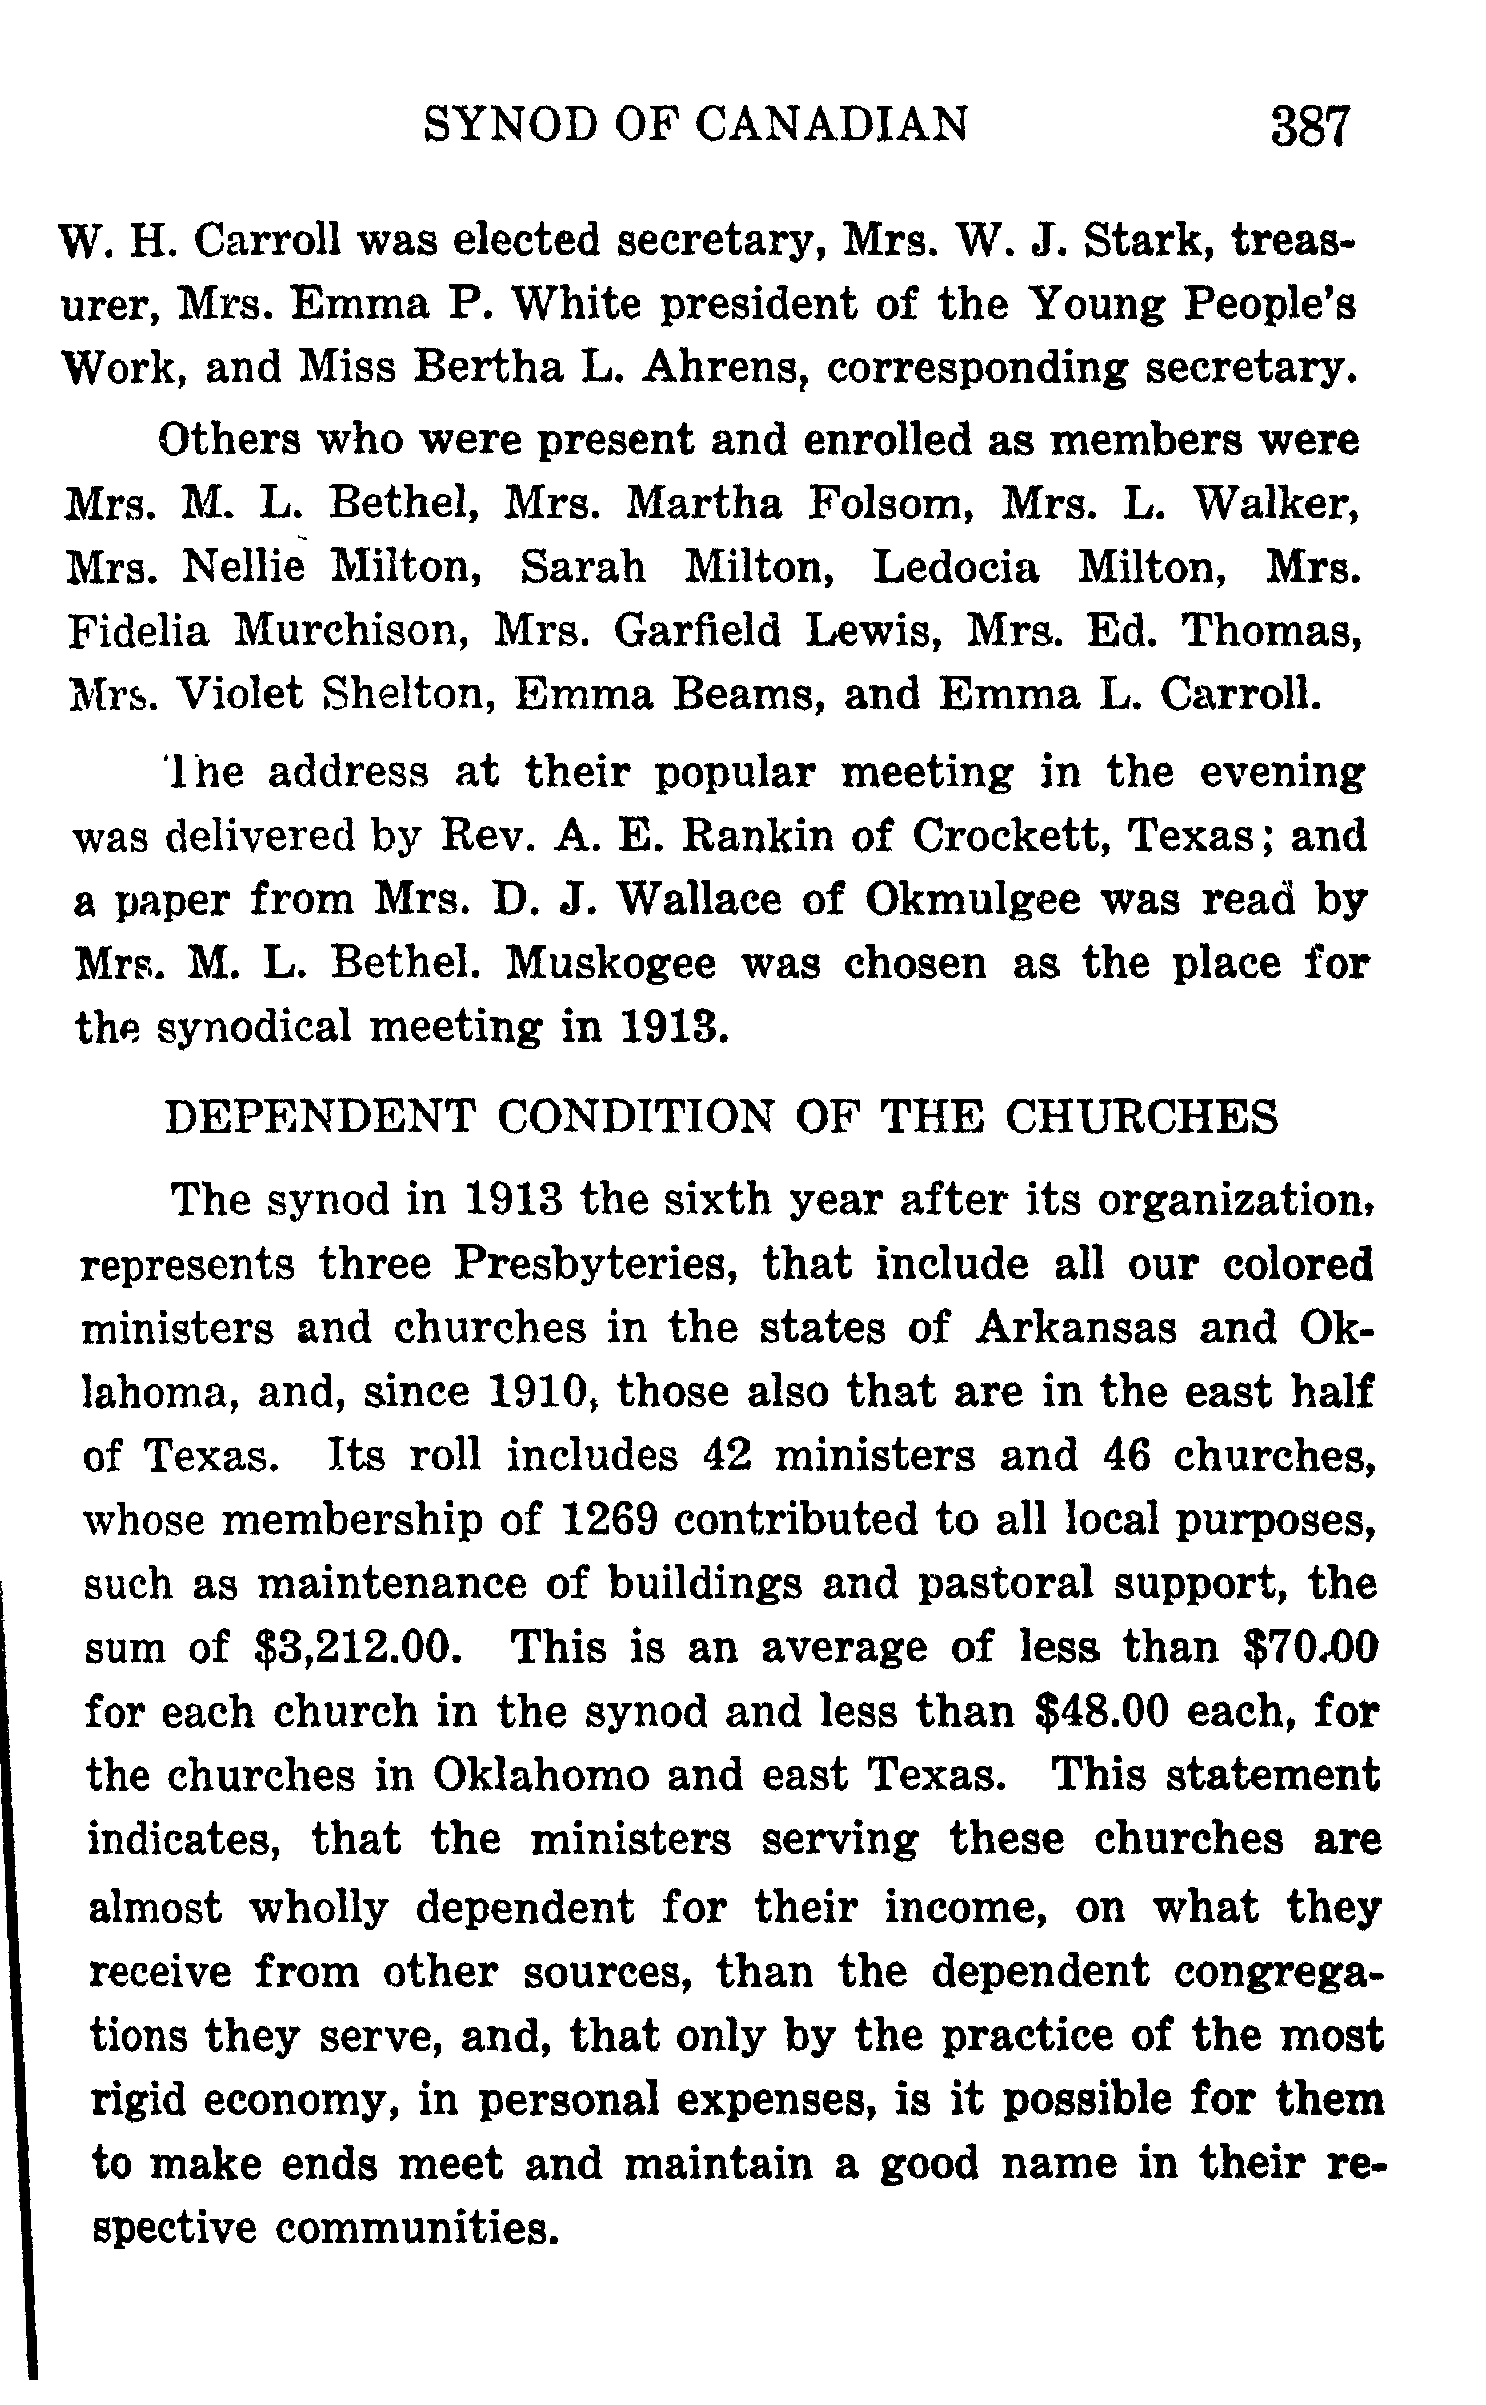 SYNOD OF CANADIAN 387
W. H. Carroll was elected secretary, Mrs. W. J. Stark, treas-
urer, Mrs. Emma P. White president of the Young People's
Work, and Miss Bertha L. Ahrens, corresponding secretary.
Others who were present and enrolled as members were
Mrs. M. L. Bethel, Mrs. Martha Folsom, Mrs. L. Walker,
Mrs. Nellie Milton, Sarah Milton, Ledocia Milton, Mrs.
Fidelia Murchison, Mrs. Garfield Lewis, Mrs. Ed. Thomas,
Mrs. Violet Shelton, Emma Beams, and Emma L. Carroll.
The address at their popular meeting in the evening
was delivered by Rev. A. E. Rankin of Crockett, Texas; and
a paper from Mrs. D. J. Wallace of Okmulgee was read by
Mrs. M. L. Bethel. Muskogee was chosen as the place for
the synodical meeting in 1913.
DEPENDENT CONDITION OF THE CHURCHES
The synod in 1913 the sixth year after its organization,
represents three Presbyteries, that include all our colored
ministers and churches in the states of Arkansas and Ok-
lahoma, and, since 1910, those also that are in the east half
of Texas. Its roll includes 42 ministers and 46 churches,
whose membership of 1269 contributed to all local purposes,
such as maintenance of buildings and pastoral support, the
sum of $3,212.00. This is an average of less than $70.00
for each church in the synod and less than $48.00 each, for
the churches in Oklahomo and east Texas. This statement
indicates, that the ministers serving these churches are
almost wholly dependent for their income, on what they
receive from other sources, than the dependent congrega-
tions they serve, and, that only by the practice of the most
rigid economy, in personal expenses, is it possible for them
to make ends meet and maintain a good name in their re-
spective communities.